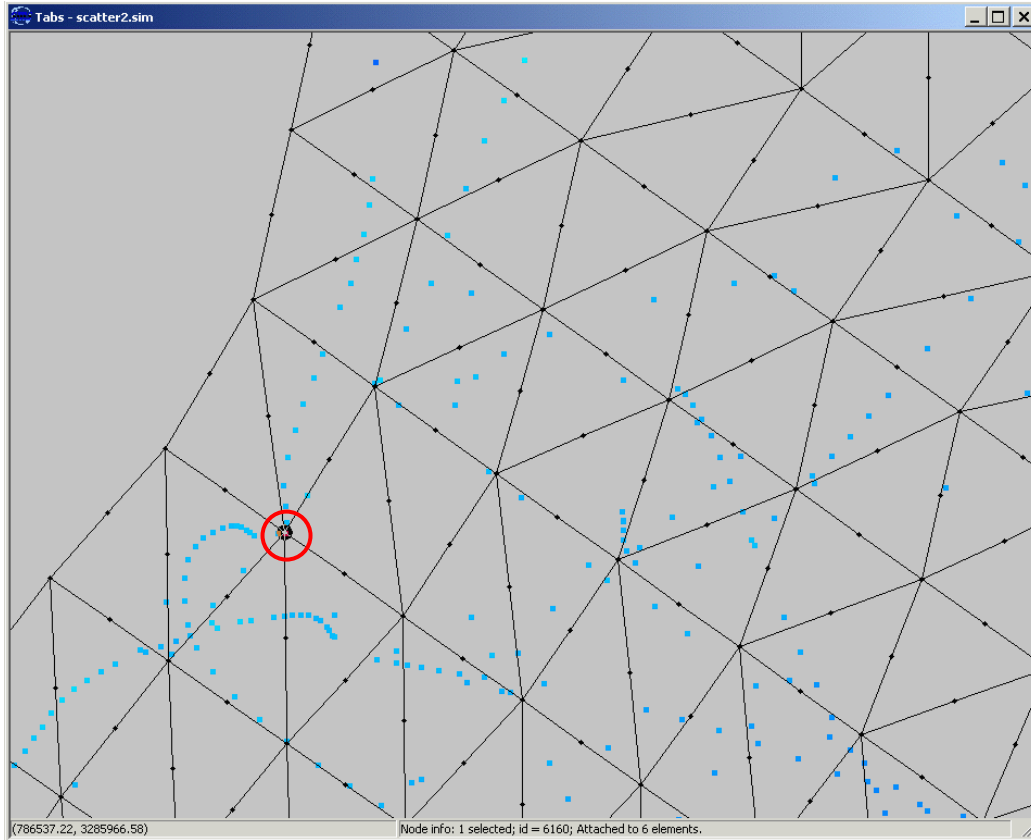 Tabs - scatter2.sim
(786537.22, 3285966.58)
Node info: 1 selected; id = 6160; Attached to 6 elements.